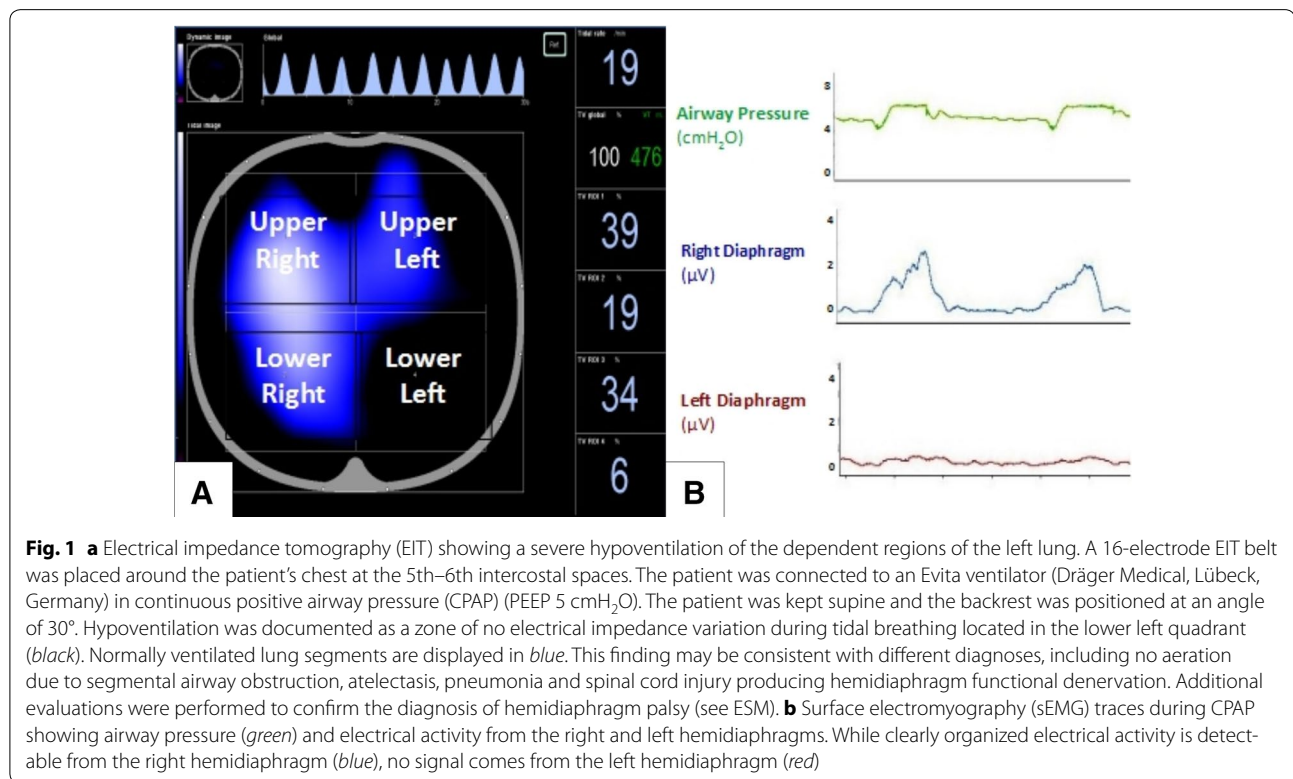 Dynamic image
Global
Ref.
0
10
20
30s
Tidal image
Upper
Right
Upper
Left
Lower
Right
Lower
Left
A
Tidal rate /min
19
TV global % VT
100 476
TV ROI 1 %
39
TV ROI 2 %
19
TV ROI 3 %
34
TV ROI 4 %
6
B
Airway Pressure
(cmH₂O)
8
4
0
Right Diaphragm
(µV)
4
2
0
Left Diaphragm
(µV)
4
2
0
Fig. 1 a Electrical impedance tomography (EIT) showing a severe hypoventilation of the dependent regions of the left lung. A 16-electrode EIT belt
was placed around the patient’s chest at the 5th–6th intercostal spaces. The patient was connected to an Evita ventilator (Dräger Medical, Lübeck,
Germany) in continuous positive airway pressure (CPAP) (PEEP 5 cmH₂O). The patient was kept supine and the backrest was positioned at an angle
of 30°. Hypoventilation was documented as a zone of no electrical impedance variation during tidal breathing located in the lower left quadrant
(black). Normally ventilated lung segments are displayed in blue. This finding may be consistent with different diagnoses, including no aeration
due to segmental airway obstruction, atelectasis, pneumonia and spinal cord injury producing hemidiaphragm functional denervation. Additional
evaluations were performed to confirm the diagnosis of hemidiaphragm palsy (see ESM). b Surface electromyography (sEMG) traces during CPAP
showing airway pressure (green) and electrical activity from the right and left hemidiaphragms. While clearly organized electrical activity is detect-
able from the right hemidiaphragm (blue), no signal comes from the left hemidiaphragm (red)